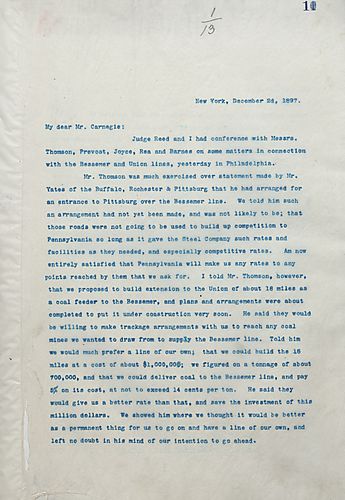 10
1
13
New York, December 2d, 1897.
My dear Mr. Carnegie:
Judge Reed and I had conference with Messrs.
Thomson, Prevost, Joyce, Rea and Barnes on some matters in connection
with the Bessemer and Union lines, yesterday in Philadelphia.
Mr. Thomson was much exercised over statement made by Mr.
Yates of the Buffalo, Rochester & Pittsburg that he had arranged for
an entrance to Pittsburg over the Bessemer line. We told him such
an arrangement had not yet been made, and was not likely to be; that
those roads were not going to be used to build up competition to
Pennsylvania so long as it gave the Steel Company such rates and
facilities as they needed, and especially competitive rates. Am now
entirely satisfied that Pennsylvania will make us any rates to any
points reached by them that we ask for. I told Mr. Thomson, however,
that we proposed to build extension to the Union of about 15 miles as
a coal feeder to the Bessemer, and plans and arrangements were about
completed to put it under construction very soon. He said they would
be willing to make trackage arrangements with us to reach any coal
mines we wanted to draw from to supply the Bessemer line. Told him
we would much prefer a line of our own; that we could build the 15
miles at a cost of about $1,000,000; we figured on a tonnage of about
700,000, and that we could deliver coal to the Bessemer line, and pay
5% on its cost, at not to exceed 14 cents per ton. He said they
would give us a better rate than that, and save the investment of this
million dollars. We showed him where we thought it would be better
as a permanent thing for us to go on and have a line of our own, and
left no doubt in his mind of our intention to go ahead.